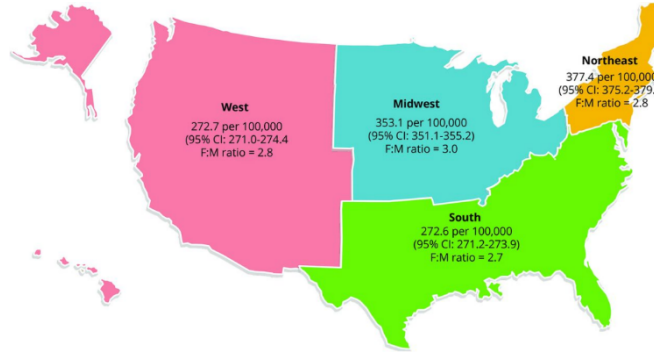 Northeast
377.4 per 100,000
(95% CI: 375.2-379.
F:M ratio = 2.8
West
272.7 per 100,000
(95% CI: 271.0-274.4
F:M ratio = 2.8
Midwest
353.1 per 100,000
(95% CI: 351.1-355.2)
F:M ratio = 3.0
South
272.6 per 100,000
(95% CI: 271.2-273.9)
F:M ratio = 2.7